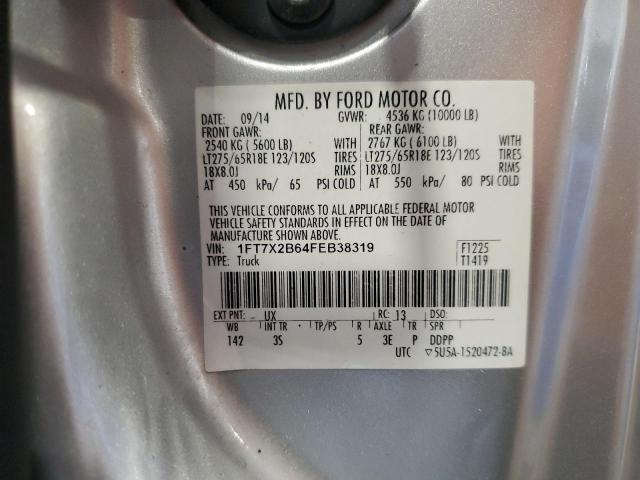 MFD. BY FORD MOTOR CO.
DATE: 09/14 GVWR: 4536 KG (10000 LB)
FRONT GAWR: REAR GAWR:
2540 KG ( 5600 LB) WITH 2767 KG ( 6100 LB) WITH
LT275/65R18E 123/120S TIRES LT275/65R18E 123/120S TIRES
18X8.0J RIMS 18X8.0J RIMS
AT 450 kPa/ 65 PSI COLD AT 550 kPa/ 80 PSI COLD
THIS VEHICLE CONFORMS TO ALL APPLICABLE FEDERAL MOTOR
VEHICLE SAFETY STANDARDS IN EFFECT ON THE DATE OF
MANUFACTURE SHOWN ABOVE.
VIN: 1FT7X2B64FEB38319 F1225
TYPE: Truck T1419
EXT PNT: UX RC: 13 DSO:
WB INT TR TP/PS R AXLE TR SPR
142 3S 5 3E P DDPP
UTC ▽5U5A-1520472-BA